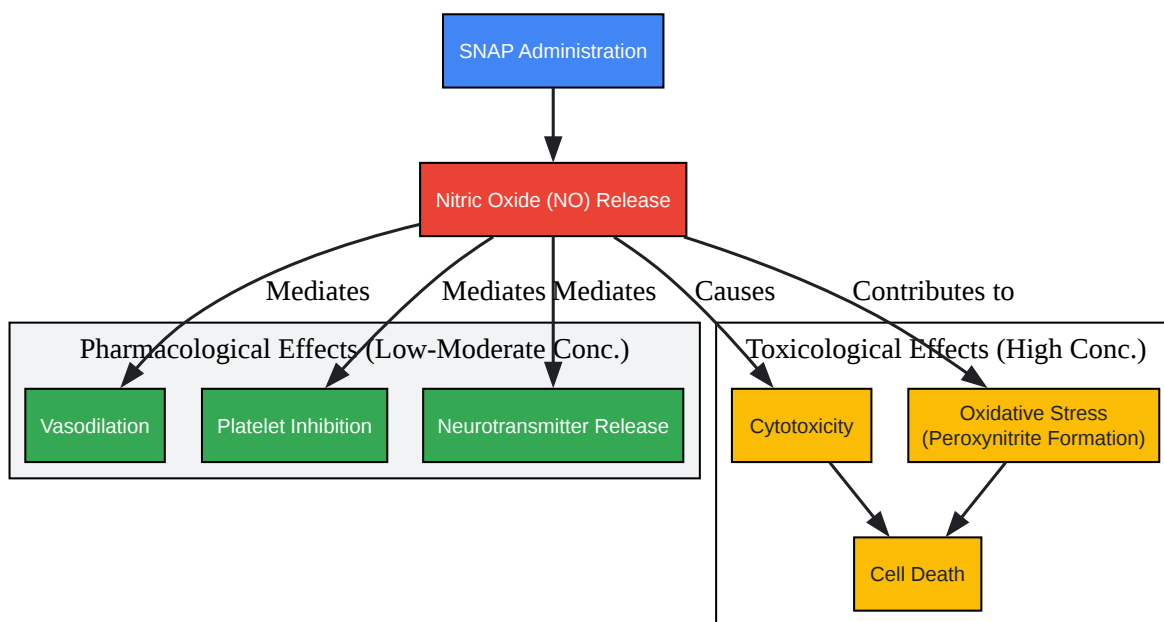 SNAP Administration
Nitric Oxide (NO) Release
Mediates
Mediates
Mediates
Causes
Contributes to
Pharmacological Effects (Low-Moderate Conc.)
Toxicological Effects (High Conc.)
Vasodilation
Platelet Inhibition
Neurotransmitter Release
Cytotoxicity
Oxidative Stress
(Peroxynitrite Formation)
Cell Death